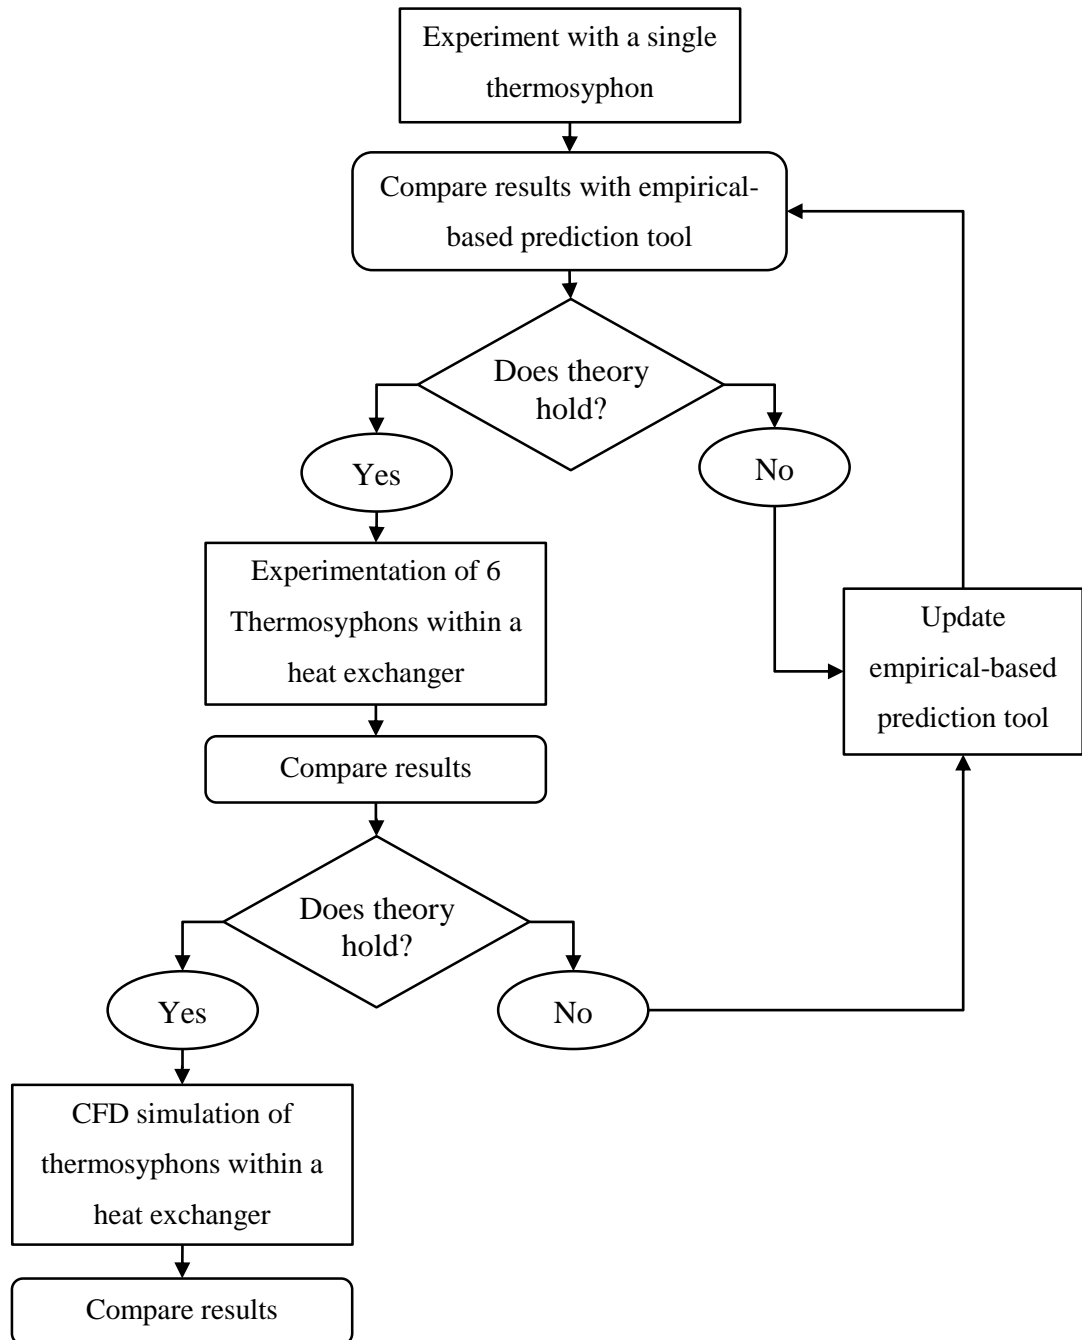 Experiment with a single
thermosyphon
Compare results with empirical-
based prediction tool
Does theory
hold?
Yes
No
Experimentation of 6
Thermosyphons within a
heat exchanger
Update
empirical-based
prediction tool
Compare results
Does theory
hold?
Yes
No
CFD simulation of
thermosyphons within a
heat exchanger
Compare results